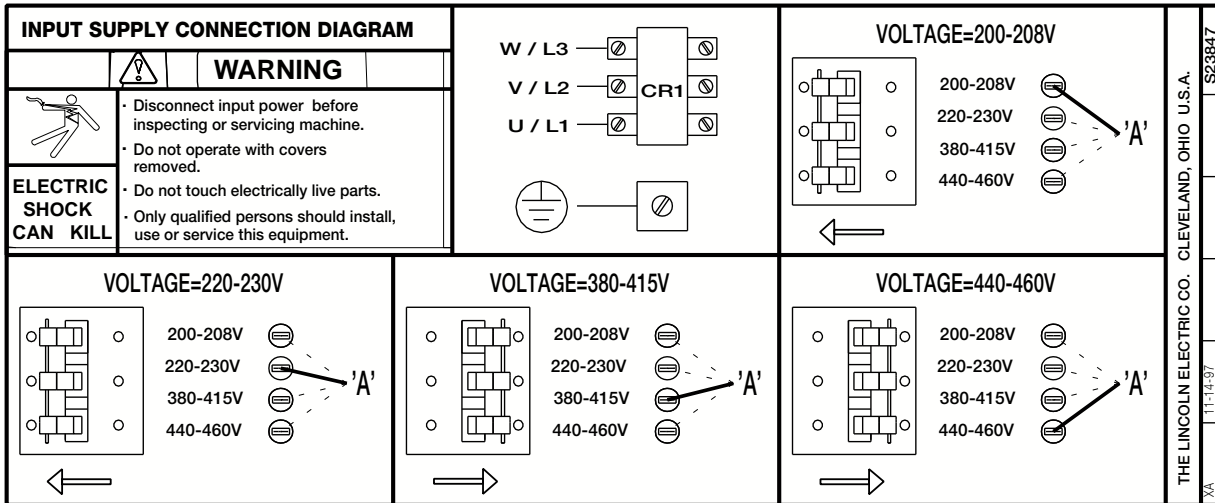 INPUT SUPPLY CONNECTION DIAGRAM
WARNING
· Disconnect input power before
inspecting or servicing machine.
· Do not operate with covers
removed.
· Do not touch electrically live parts.
· Only qualified persons should install,
use or service this equipment.
ELECTRIC
SHOCK
CAN KILL
W / L3
V / L2
U / L1
CR1
VOLTAGE=200-208V
200-208V
220-230V
380-415V
440-460V
'A'
VOLTAGE=220-230V
200-208V
220-230V
380-415V
440-460V
'A'
VOLTAGE=380-415V
200-208V
220-230V
380-415V
440-460V
'A'
VOLTAGE=440-460V
200-208V
220-230V
380-415V
440-460V
'A'
THE LINCOLN ELECTRIC CO. CLEVELAND, OHIO U.S.A.
S23847
11-14-97
XA